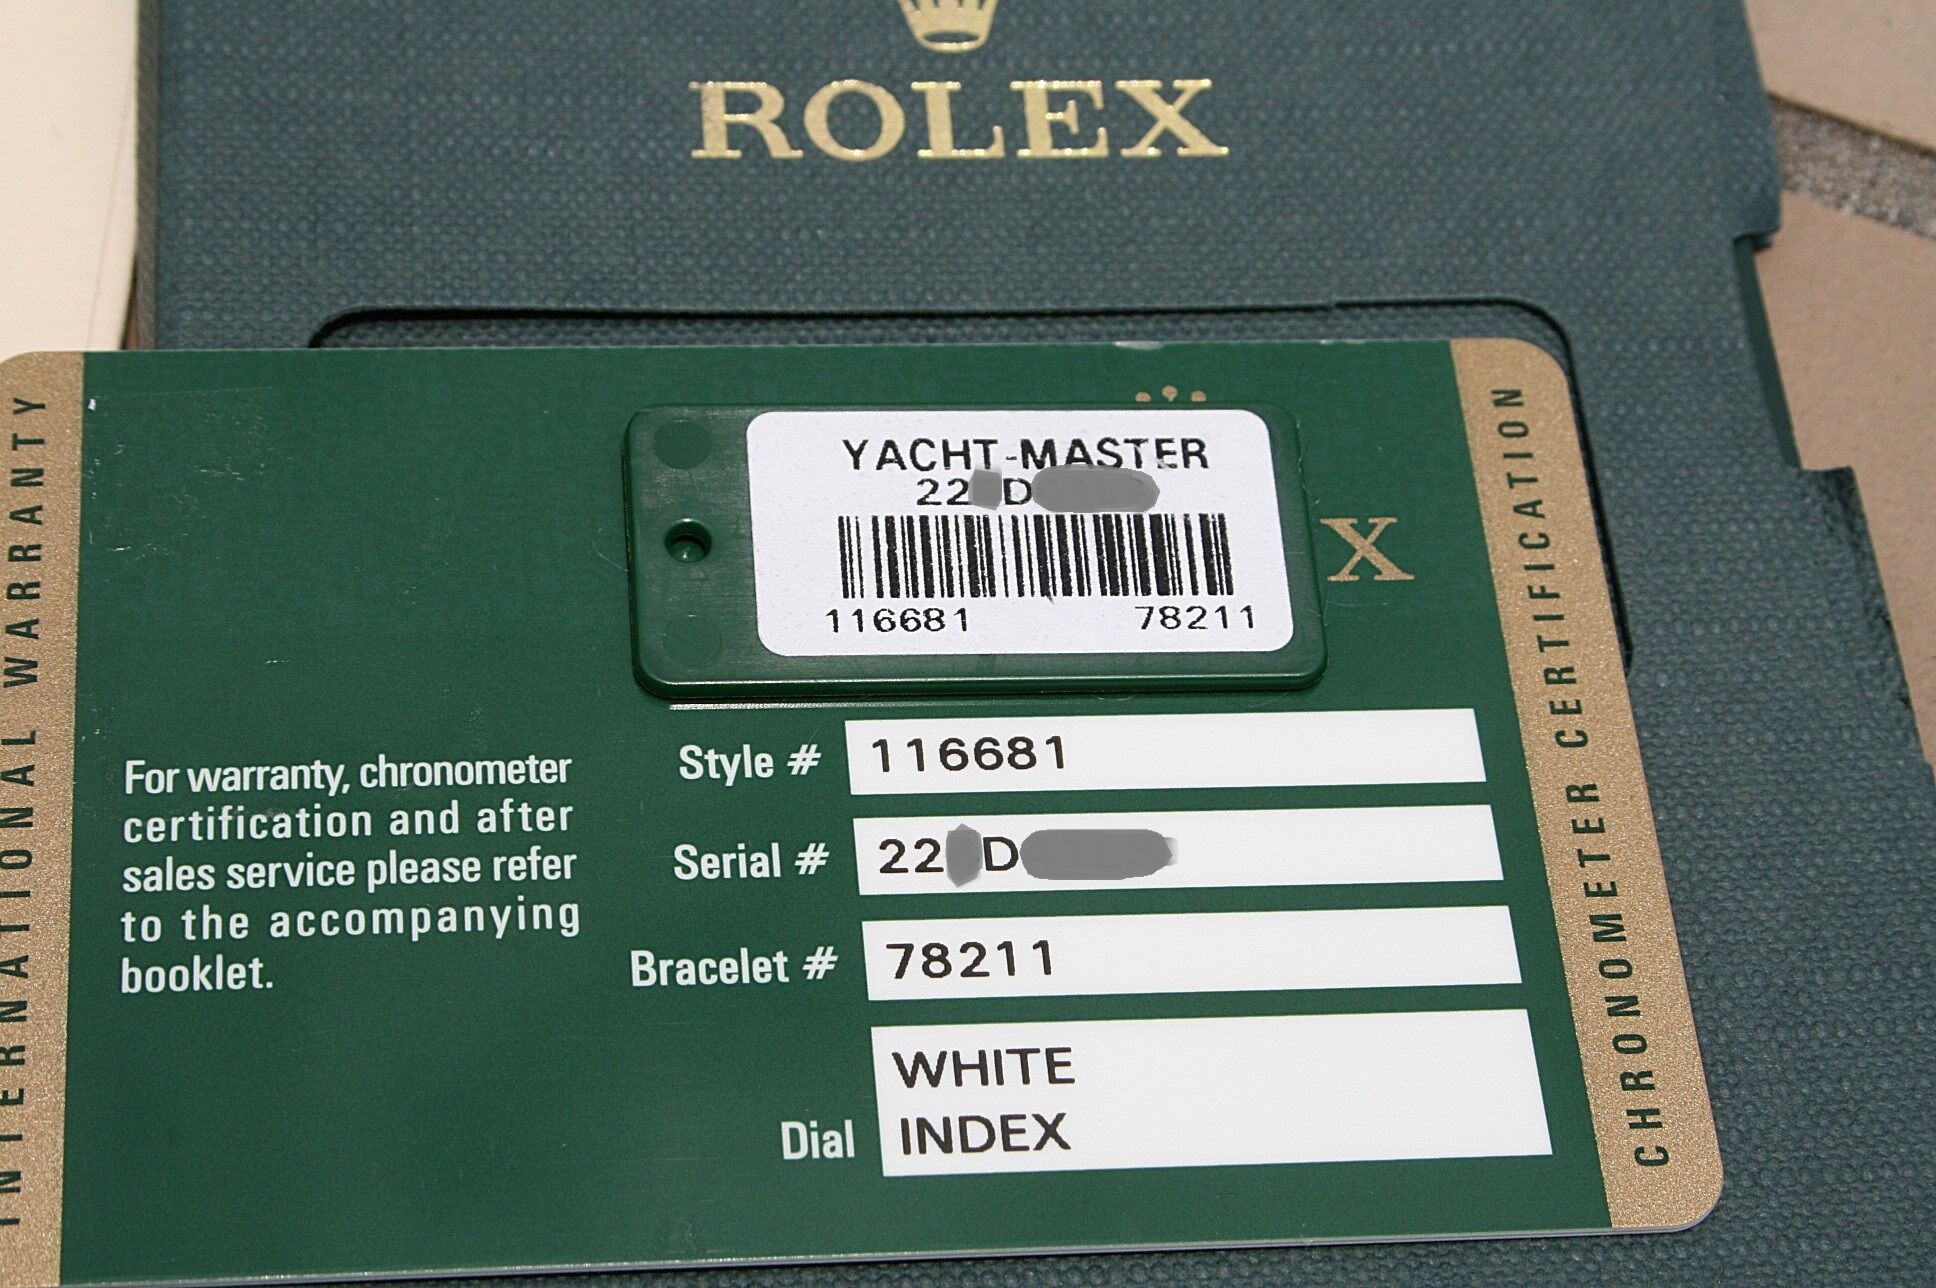 ROLEX
YACHT-MASTER
22 D
116681 78211
X
INTERNATIONAL WARRANTY
CHRONOMETER CERTIFICATION
For warranty, chronometer
certification and after
sales service please refer
to the accompanying
booklet.
Style # 116681
Serial # 22 D
Bracelet # 78211
Dial WHITE
INDEX